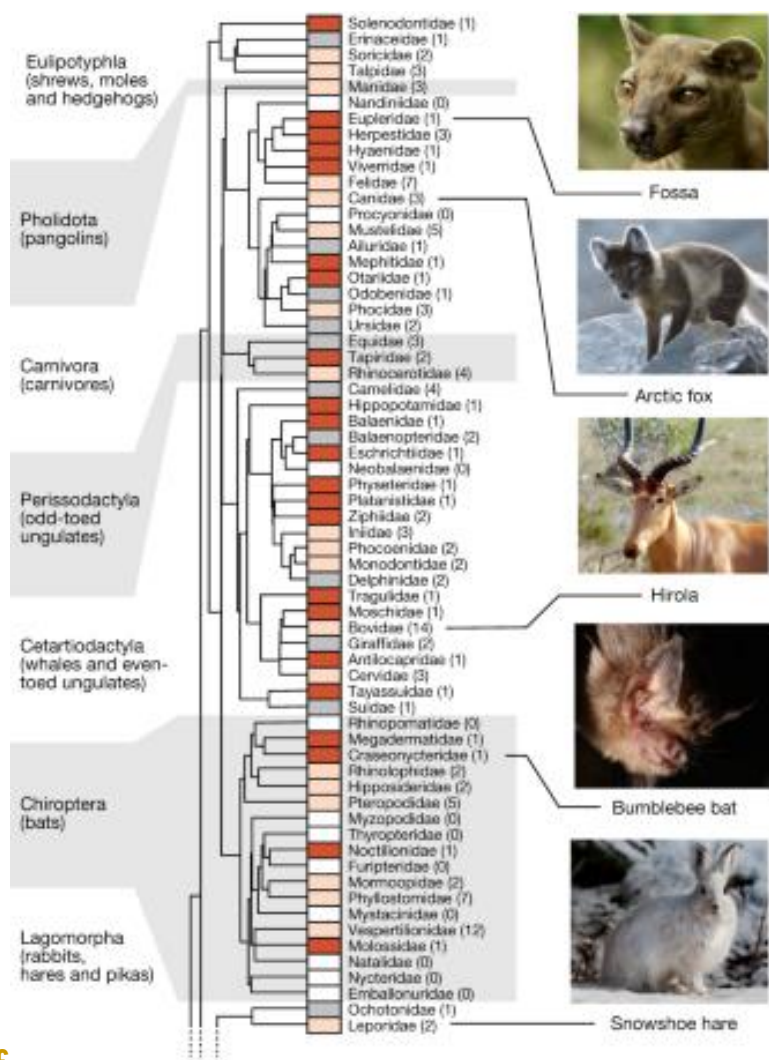 Eulipotyphla
(shrews, moles
and hedgehogs)
Pholidota
(pangolins)
Carnivora
(carnivores)
Perissodactyla
(odd-toed
ungulates)
Cetartiodactyla
(whales and even-
toed ungulates)
Chiroptera
(bats)
Lagomorpha
(rabbits,
hares and pikas)
Solenodontidae (1)
Erinaceidae (1)
Soricidae (2)
Talpidae (3)
Manidae (3)
Nandiniidae (0)
Eupleridae (1)
Herpestidae (3)
Hyaenidae (1)
Viverridae (1)
Felidae (7)
Canidae (3)
Procyonidae (0)
Mustelidae (5)
Ailuridae (1)
Mephitidae (1)
Otariidae (1)
Odobenidae (1)
Phocidae (3)
Ursidae (2)
Equidae (3)
Tapiridae (2)
Rhinocerotidae (4)
Camelidae (4)
Hippopotamidae (1)
Balaenidae (1)
Balaenopteridae (2)
Eschrichtiidae (1)
Neobalaenidae (0)
Physeteridae (1)
Platanistidae (1)
Ziphiidae (2)
Iniidae (3)
Phocoenidae (2)
Monodontidae (2)
Delphinidae (2)
Tragulidae (1)
Moschidae (1)
Bovidae (14)
Giraffidae (2)
Antilocapridae (1)
Cervidae (3)
Tayassuidae (1)
Suidae (1)
Rhinopomatidae (0)
Megadermatidae (1)
Craseonycteridae (1)
Rhinolophidae (2)
Hipposideridae (2)
Pteropodidae (5)
Myzopodidae (0)
Thyropteridae (0)
Noctilionidae (1)
Furipteridae (0)
Mormoopidae (2)
Phyllostomidae (7)
Mystacinidae (0)
Vespertilionidae (12)
Molossidae (1)
Natalidae (0)
Nycteridae (0)
Emballonuridae (0)
Ochotonidae (1)
Leporidae (2)
Fossa
Arctic fox
Hirola
Bumblebee bat
Snowshoe hare